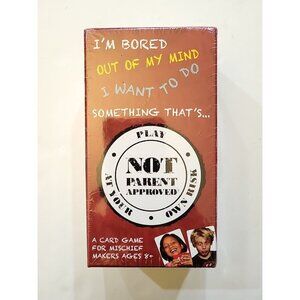 I'M BORED
OUT OF MY MIND
I WANT TO DO
SOMETHING THAT'S...
PLAY
NOT
PARENT
APPROVED
AT YOUR
OWN RISK
A CARD GAME
FOR MISCHIEF
MAKERS AGES 8+